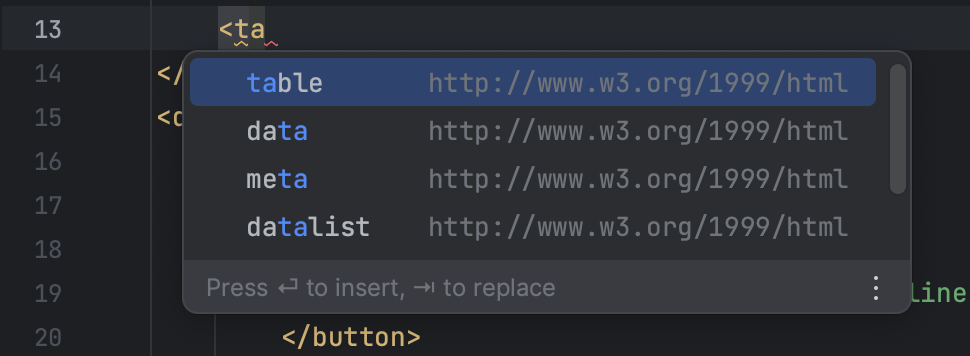 13 <ta
table http://www.w3.org/1999/html
14 </
data http://www.w3.org/1999/html
15 <d
16
meta http://www.w3.org/1999/html
17
datalist http://www.w3.org/1999/html
18
19 line
Press ⏎ to insert, ⇥ to replace
20 </button>